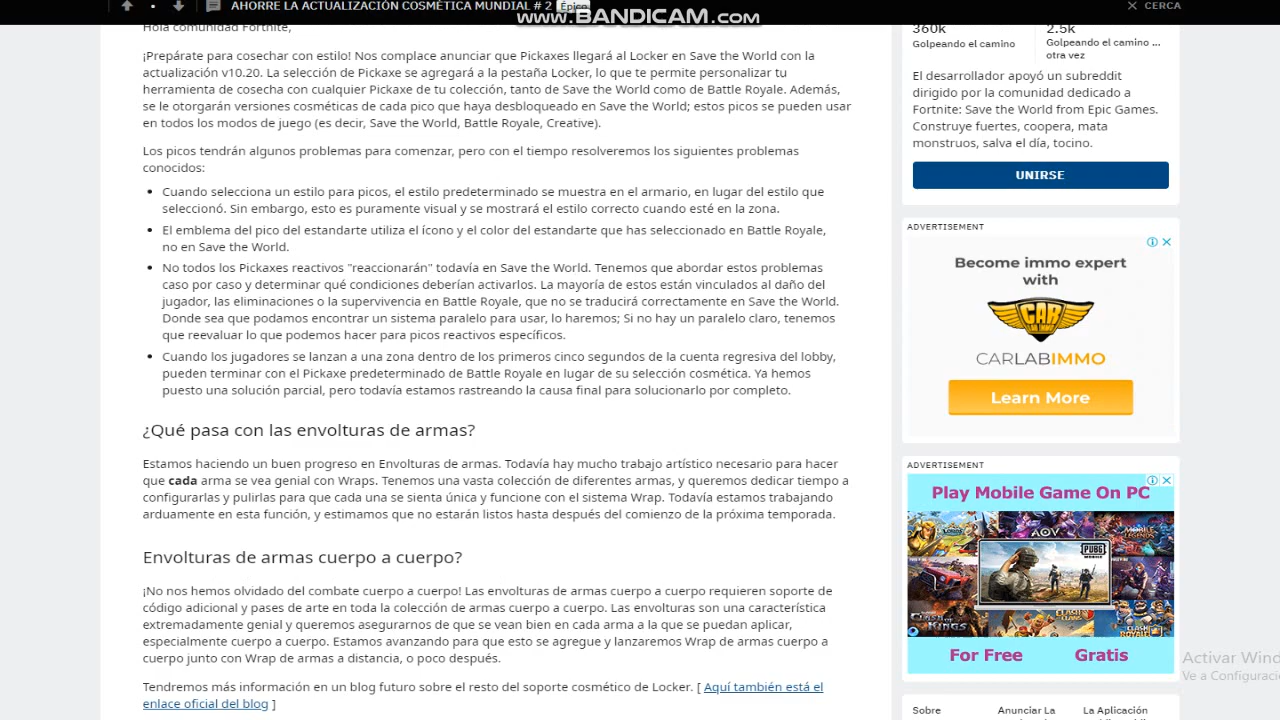 AHORRE LA ACTUALIZACIÓN COSMÉTICA MUNDIAL # 2 Épico
CERCA
www.BANDICAM.com
Hola comunidad Fortnite,
¡Prepárate para cosechar con estilo! Nos complace anunciar que Pickaxes llegará al Locker en Save the World con la
actualización v10.20. La selección de Pickaxe se agregará a la pestaña Locker, lo que te permite personalizar tu
herramienta de cosecha con cualquier Pickaxe de tu colección, tanto de Save the World como de Battle Royale. Además,
se le otorgarán versiones cosméticas de cada pico que haya desbloqueado en Save the World; estos picos se pueden usar
en todos los modos de juego (es decir, Save the World, Battle Royale, Creative).
Los picos tendrán algunos problemas para comenzar, pero con el tiempo resolveremos los siguientes problemas
conocidos:
• Cuando selecciona un estilo para picos, el estilo predeterminado se muestra en el armario, en lugar del estilo que
seleccionó. Sin embargo, esto es puramente visual y se mostrará el estilo correcto cuando esté en la zona.
• El emblema del pico del estandarte utiliza el ícono y el color del estandarte que has seleccionado en Battle Royale,
no en Save the World.
• No todos los Pickaxes reactivos "reaccionarán" todavía en Save the World. Tenemos que abordar estos problemas
caso por caso y determinar qué condiciones deberían activarlos. La mayoría de estos están vinculados al daño del
jugador, las eliminaciones o la supervivencia en Battle Royale, que no se traducirá correctamente en Save the World.
Donde sea que podamos encontrar un sistema paralelo para usar, lo haremos; Si no hay un paralelo claro, tenemos
que reevaluar lo que podemos hacer para picos reactivos específicos.
• Cuando los jugadores se lanzan a una zona dentro de los primeros cinco segundos de la cuenta regresiva del lobby,
pueden terminar con el Pickaxe predeterminado de Battle Royale en lugar de su selección cosmética. Ya hemos
puesto una solución parcial, pero todavía estamos rastreando la causa final para solucionarlo por completo.
¿Qué pasa con las envolturas de armas?
Estamos haciendo un buen progreso en Envolturas de armas. Todavía hay mucho trabajo artístico necesario para hacer
que cada arma se vea genial con Wraps. Tenemos una vasta colección de diferentes armas, y queremos dedicar tiempo a
configurarlas y pulirlas para que cada una se sienta única y funcione con el sistema Wrap. Todavía estamos trabajando
arduamente en esta función, y estimamos que no estarán listos hasta después del comienzo de la próxima temporada.
Envolturas de armas cuerpo a cuerpo?
¡No nos hemos olvidado del combate cuerpo a cuerpo! Las envolturas de armas cuerpo a cuerpo requieren soporte de
código adicional y pases de arte en toda la colección de armas cuerpo a cuerpo. Las envolturas son una característica
extremadamente genial y queremos asegurarnos de que se vean bien en cada arma a la que se puedan aplicar,
especialmente cuerpo a cuerpo. Estamos avanzando para que esto se agregue y lanzaremos Wrap de armas cuerpo a
cuerpo junto con Wrap de armas a distancia, o poco después.
Tendremos más información en un blog futuro sobre el resto del soporte cosmético de Locker. [ Aquí también está el
enlace oficial del blog ]
360k
2.5k
Golpeando el camino
Golpeando el camino ...
otra vez
El desarrollador apoyó un subreddit
dirigido por la comunidad dedicado a
Fortnite: Save the World from Epic Games.
Construye fuertes, coopera, mata
monstruos, salva el día, tocino.
UNIRSE
ADVERTISEMENT
Become immo expert
with
CAR
CARLABIMMO
Learn More
ADVERTISEMENT
Play Mobile Game On PC
AOV
MOBILE
LEGENDS
PUBG
For Free
Gratis
Activar Wind
Ve a Configuraci
Sobre
Anunciar La
La Aplicación